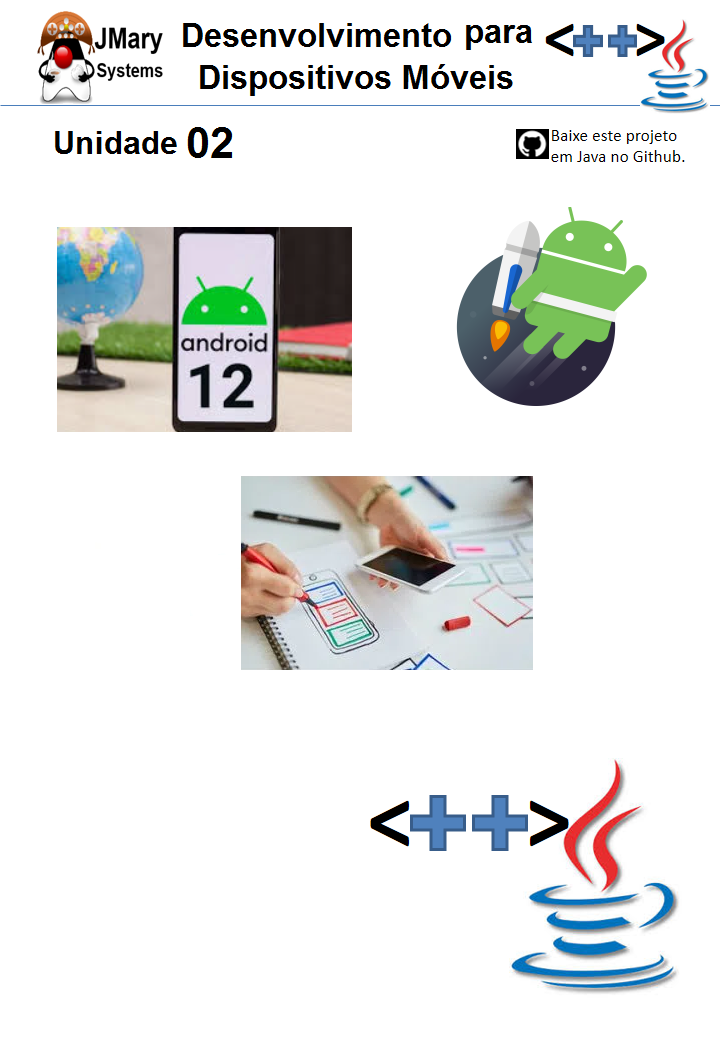 JMary
Systems
Desenvolvimento para
Dispositivos Móveis
<++>
Unidade 02
Baixe este projeto
em Java no Github.
android
12
<++>